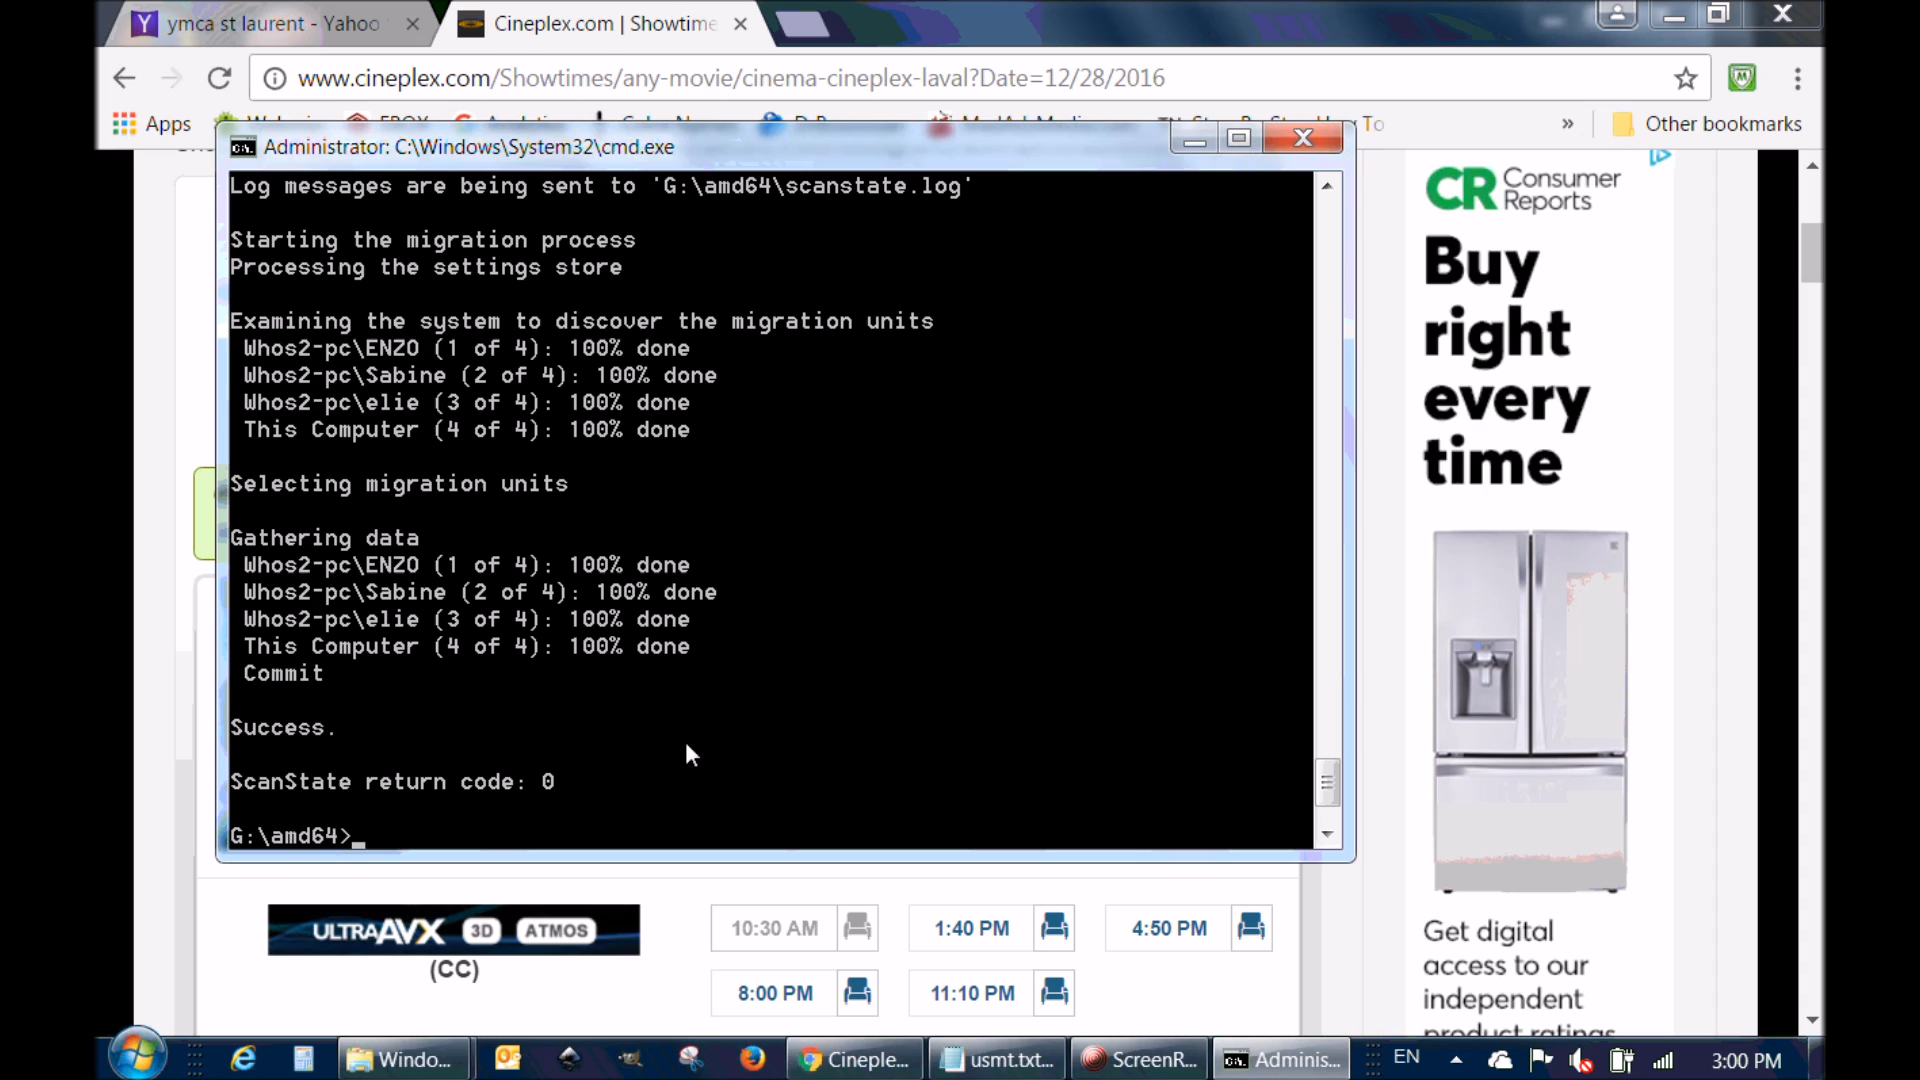 ymca st laurent - Yahoo
Cineplex.com | Showtime
www.cineplex.com/Showtimes/any-movie/cinema-cineplex-laval?Date=12/28/2016
Apps
Other bookmarks
Administrator: C:\Windows\System32\cmd.exe
Log messages are being sent to 'G:\amd64\scanstate.log'
Starting the migration process
Processing the settings store
Examining the system to discover the migration units
Whos2-pc\ENZO (1 of 4): 100% done
Whos2-pc\Sabine (2 of 4): 100% done
Whos2-pc\elie (3 of 4): 100% done
This Computer (4 of 4): 100% done
Selecting migration units
Gathering data
Whos2-pc\ENZO (1 of 4): 100% done
Whos2-pc\Sabine (2 of 4): 100% done
Whos2-pc\elie (3 of 4): 100% done
This Computer (4 of 4): 100% done
Commit
Success.
ScanState return code: 0
G:\amd64>_
CR Consumer
Reports
Buy
right
every
time
Get digital
access to our
independent
product ratings
ULTRAAVX 3D ATMOS
(CC)
10:30 AM 1:40 PM 4:50 PM
8:00 PM 11:10 PM
Windo... Cineple... usmt.txt... ScreenR... Adminis... EN 3:00 PM